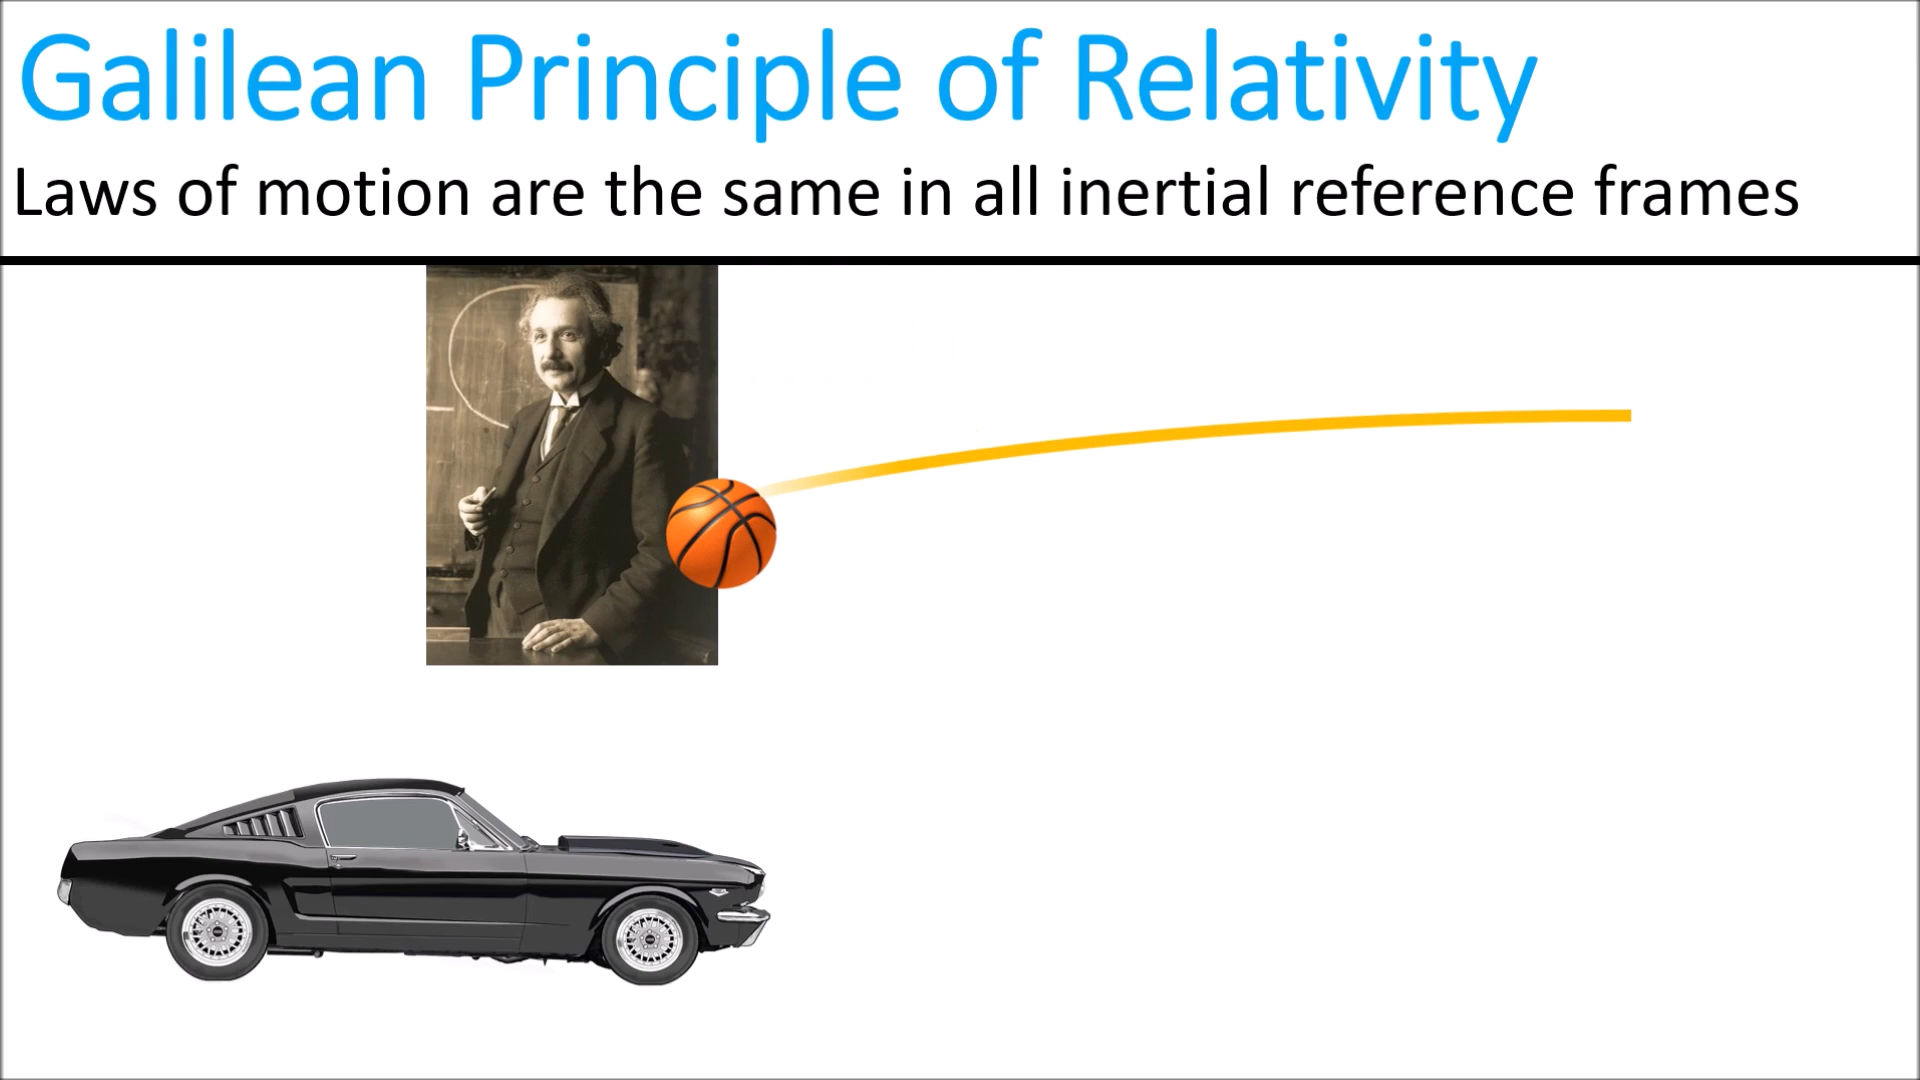 Galilean Principle of Relativity
Laws of motion are the same in all inertial reference frames